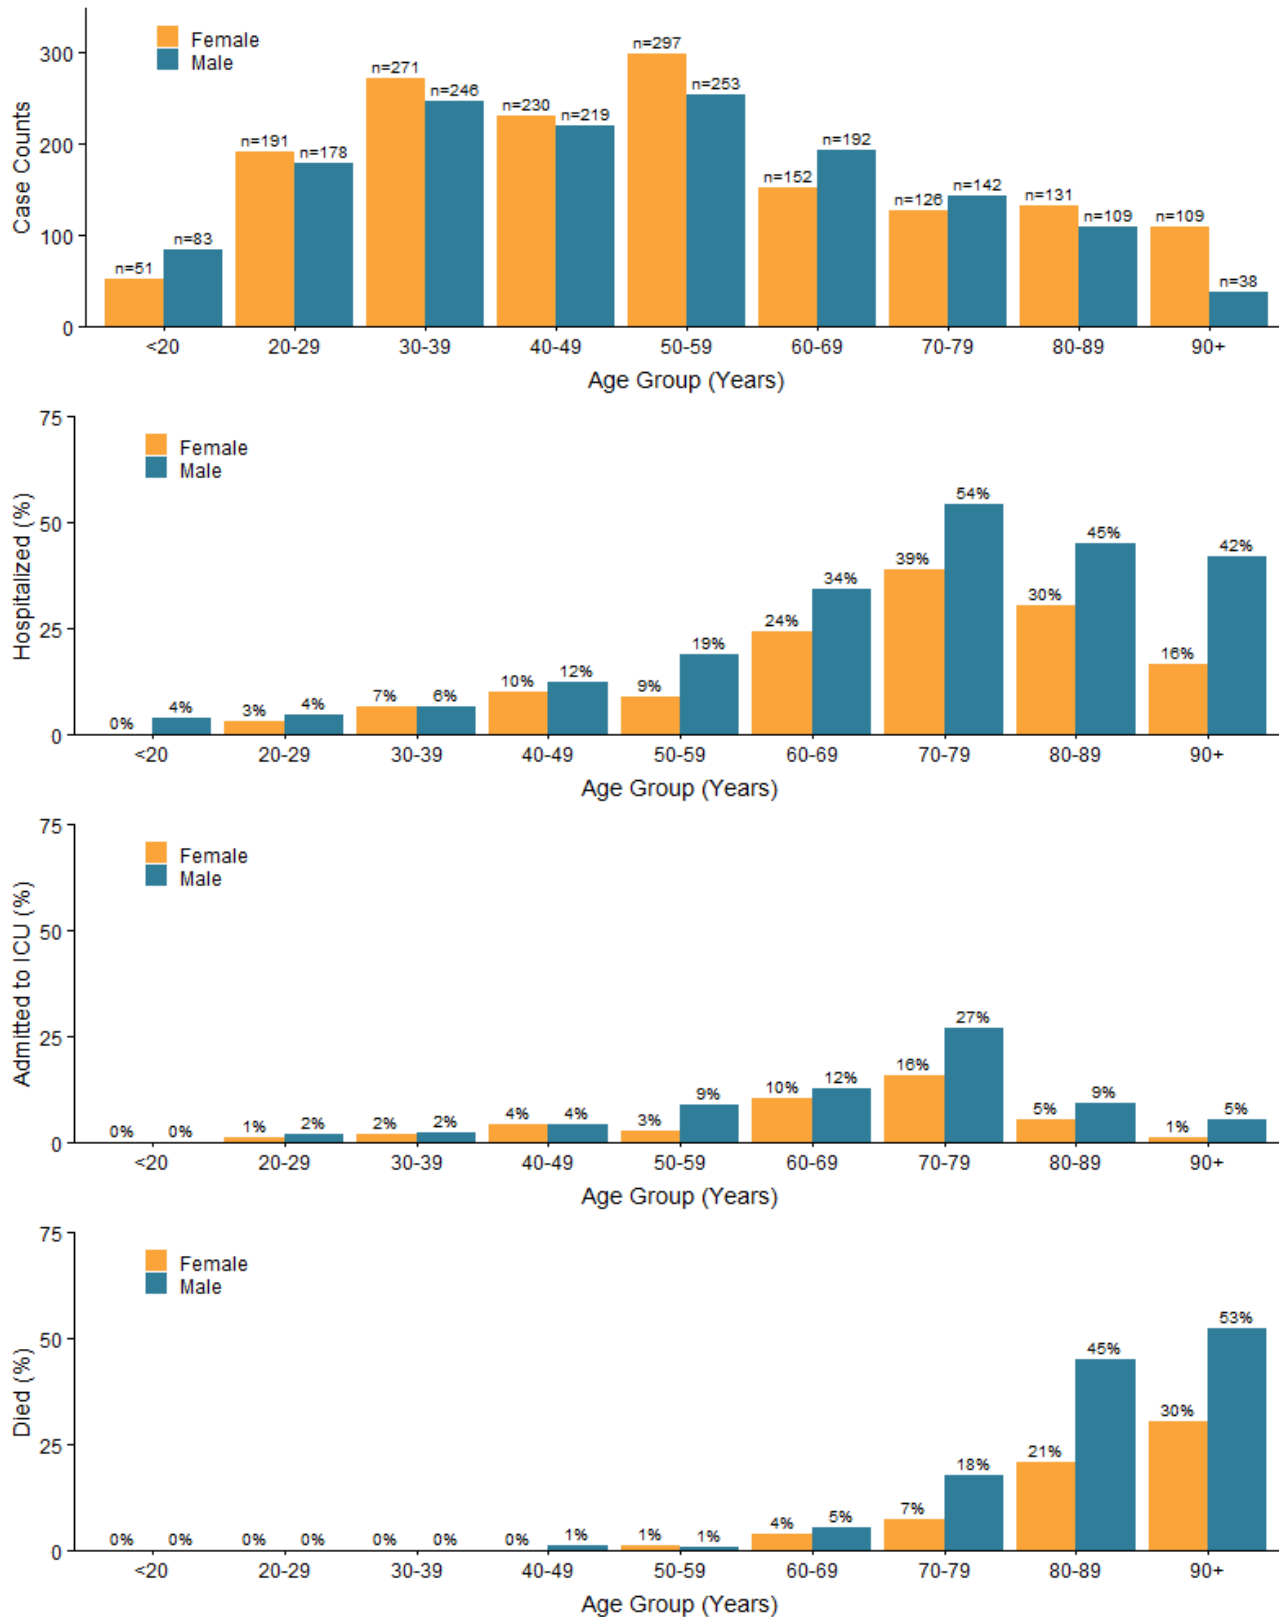 Female
Male
Case Counts
300
200
100
0
n=51
n=83
n=191
n=178
n=271
n=246
n=230
n=219
n=297
n=253
n=152
n=192
n=126
n=142
n=131
n=109
n=109
n=38
<20 20-29 30-39 40-49 50-59 60-69 70-79 80-89 90+
Age Group (Years)
Female
Male
Hospitalized (%)
75
50
25
0
0%
4%
3%
4%
7%
6%
10%
12%
9%
19%
24%
34%
39%
54%
30%
45%
16%
42%
<20 20-29 30-39 40-49 50-59 60-69 70-79 80-89 90+
Age Group (Years)
Female
Male
Admitted to ICU (%)
75
50
25
0
0%
0%
1%
2%
2%
2%
4%
4%
3%
9%
10%
12%
16%
27%
5%
9%
1%
5%
<20 20-29 30-39 40-49 50-59 60-69 70-79 80-89 90+
Age Group (Years)
Female
Male
Died (%)
75
50
25
0
0%
0%
0%
0%
0%
0%
0%
1%
1%
1%
4%
5%
7%
18%
21%
45%
30%
53%
<20 20-29 30-39 40-49 50-59 60-69 70-79 80-89 90+
Age Group (Years)